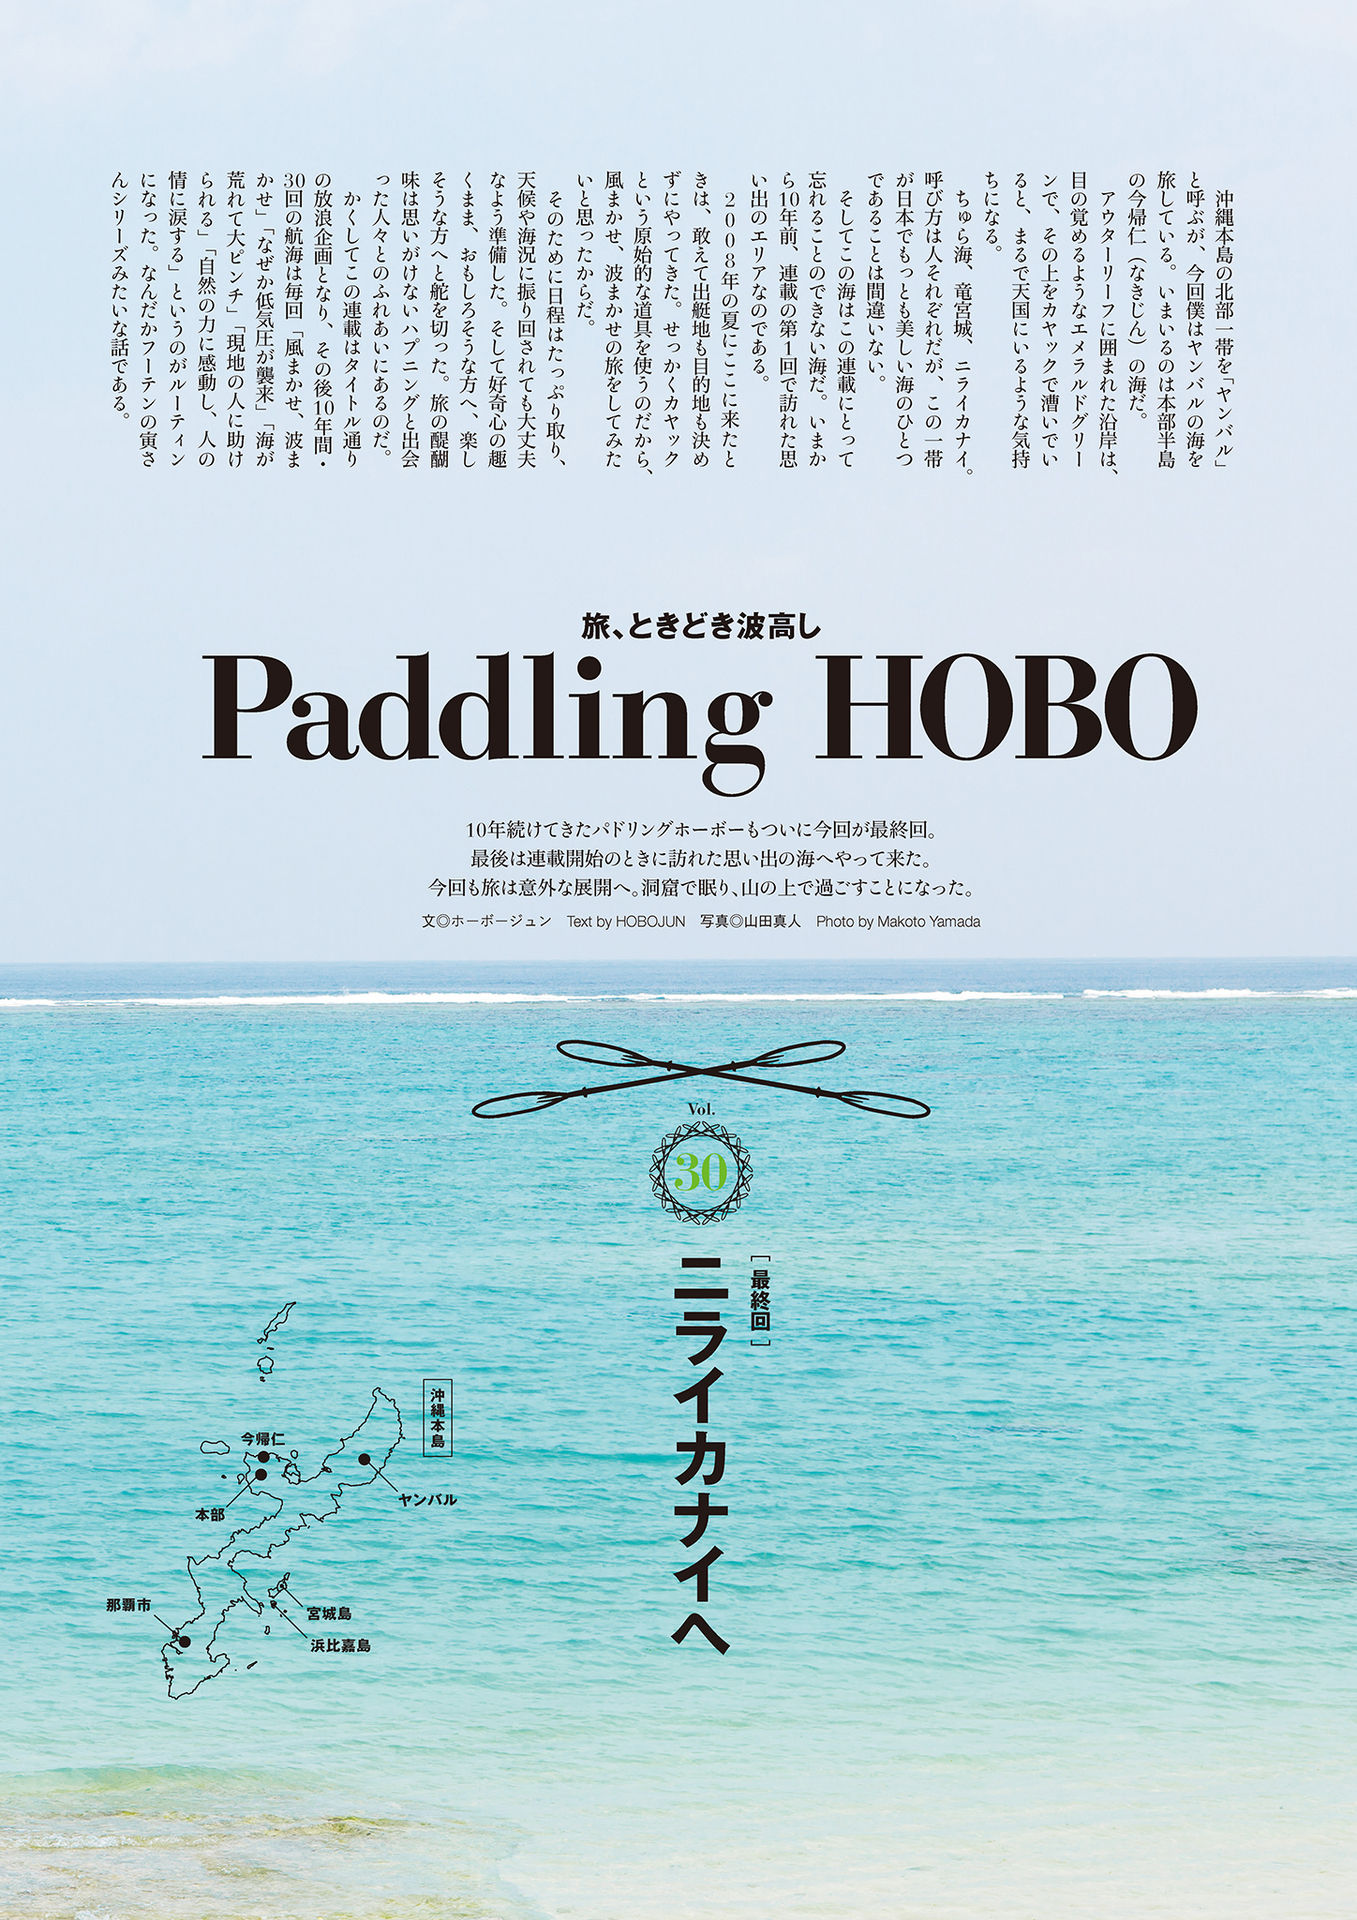 沖縄本島の北部一帯を「ヤンバル」
と呼ぶが、今回僕はヤンバルの海を
旅している。いまいるのは本部半島
の今帰仁（なきじん）の海だ。
アウターリーフに囲まれた沿岸は、
目の覚めるようなエメラルドグリー
ンで、その上をカヤックで漕いでい
ると、まるで天国にいるような気持
ちになる。
ちゅら海、竜宮城、ニライカナイ。
呼び方は人それぞれだが、この一帯
が日本でもっとも美しい海のひとつ
であることは間違いない。
そしてこの海はこの連載にとって
忘れることのできない海だ。いまか
ら10年前、連載の第1回で訪れた思
い出のエリアなのである。
2008年の夏にここに来たと
きは、敢えて出艇地も目的地も決め
ずにやってきた。せっかくカヤック
という原始的な道具を使うのだから、
風まかせ、波まかせの旅をしてみた
いと思ったからだ。
そのために日程はたっぷり取り、
天候や海況に振り回されても大丈夫
なよう準備した。そして好奇心の趣
くまま、おもしろそうな方へ、楽し
そうな方へと舵を切った。旅の醍醐
味は思いがけないハプニングと出会
った人々とのふれあいにあるのだ。
かくしてこの連載はタイトル通り
の放浪企画となり、その後10年間・
30回の航海は毎回「風まかせ、波ま
かせ」「なぜか低気圧が襲来」「海が
荒れて大ピンチ」「現地の人に助け
られる」「自然の力に感動し、人の
情に涙する」というのがルーティン
になった。なんだかフーテンの寅さ
んシリーズみたいな話である。
旅、ときどき波高し
Paddling HOBO
10年続けてきたパドリングホーボーもついに今回が最終回。
最後は連載開始のときに訪れた思い出の海へやって来た。
今回も旅は意外な展開へ。洞窟で眠り、山の上で過ごすことになった。
文◎ホーボージュン Text by HOBOJUN 写真◎山田真人 Photo by Makoto Yamada
Vol.
30
［最終回］
ニライカナイへ
沖縄本島
今帰仁
本部
ヤンバル
那覇市
宮城島
浜比嘉島